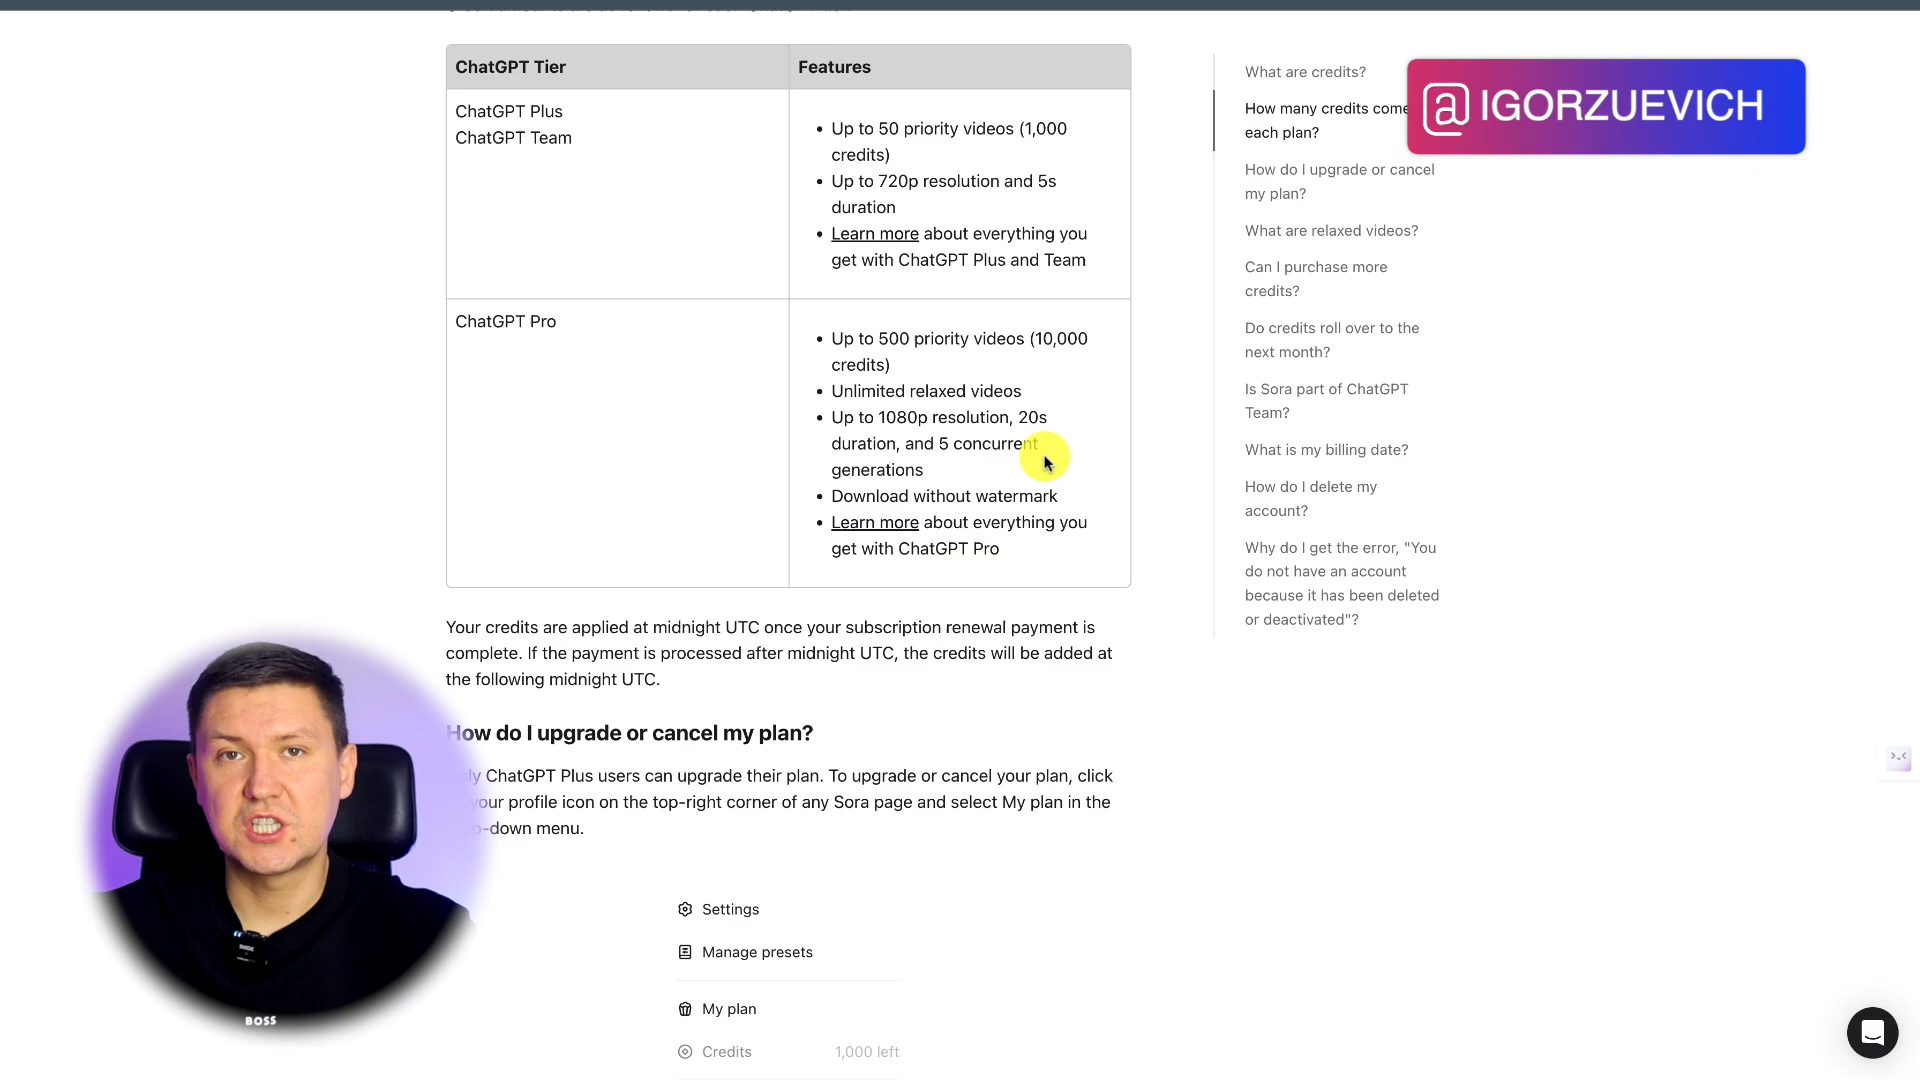 ChatGPT Tier
Features
ChatGPT Plus
ChatGPT Team
• Up to 50 priority videos (1,000
credits)
• Up to 720p resolution and 5s
duration
• Learn more about everything you
get with ChatGPT Plus and Team
ChatGPT Pro
• Up to 500 priority videos (10,000
credits)
• Unlimited relaxed videos
• Up to 1080p resolution, 20s
duration, and 5 concurrent
generations
• Download without watermark
• Learn more about everything you
get with ChatGPT Pro
Your credits are applied at midnight UTC once your subscription renewal payment is
complete. If the payment is processed after midnight UTC, the credits will be added at
the following midnight UTC.
How do I upgrade or cancel my plan?
ChatGPT Plus users can upgrade their plan. To upgrade or cancel your plan, click
your profile icon on the top-right corner of any Sora page and select My plan in the
-down menu.
Settings
Manage presets
My plan
Credits 1,000 left
What are credits?
How many credits come
each plan?
How do I upgrade or cancel
my plan?
What are relaxed videos?
Can I purchase more
credits?
Do credits roll over to the
next month?
Is Sora part of ChatGPT
Team?
What is my billing date?
How do I delete my
account?
Why do I get the error, "You
do not have an account
because it has been deleted
or deactivated"?
@IGORZUEVICH
BOSS